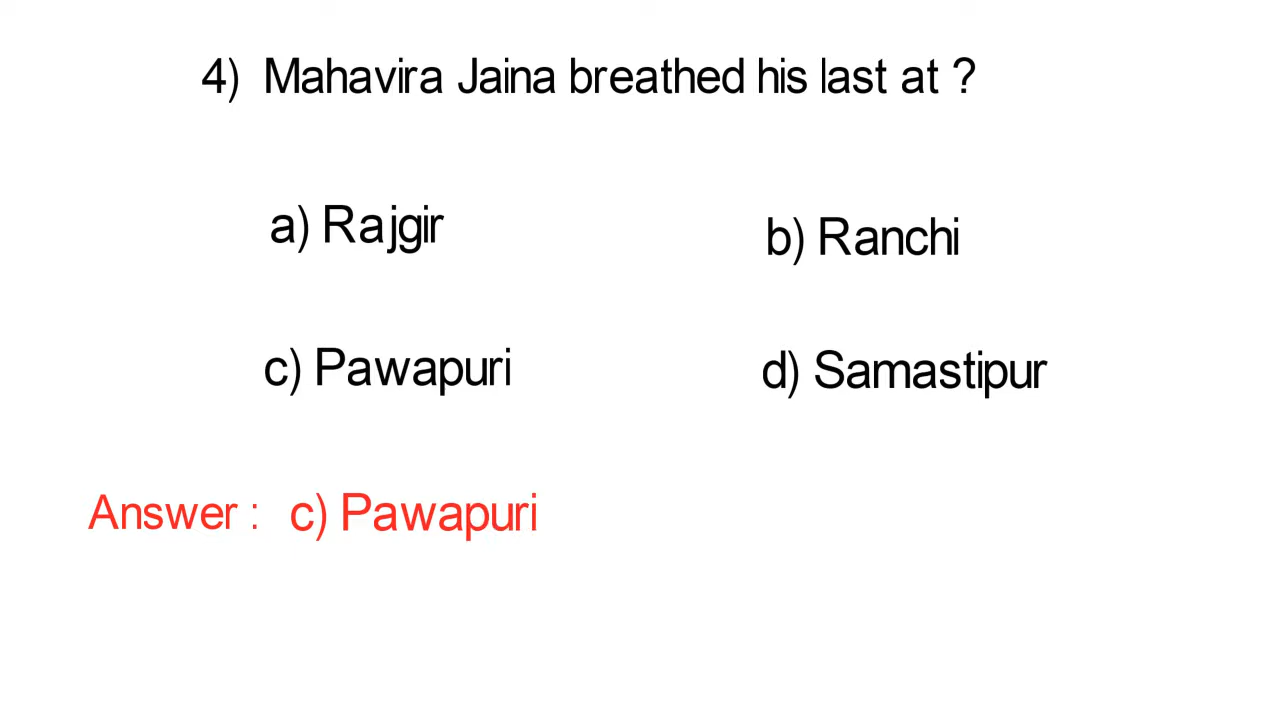 4) Mahavira Jaina breathed his last at ?
a) Rajgir
b) Ranchi
c) Pawapuri
d) Samastipur
Answer : c) Pawapuri